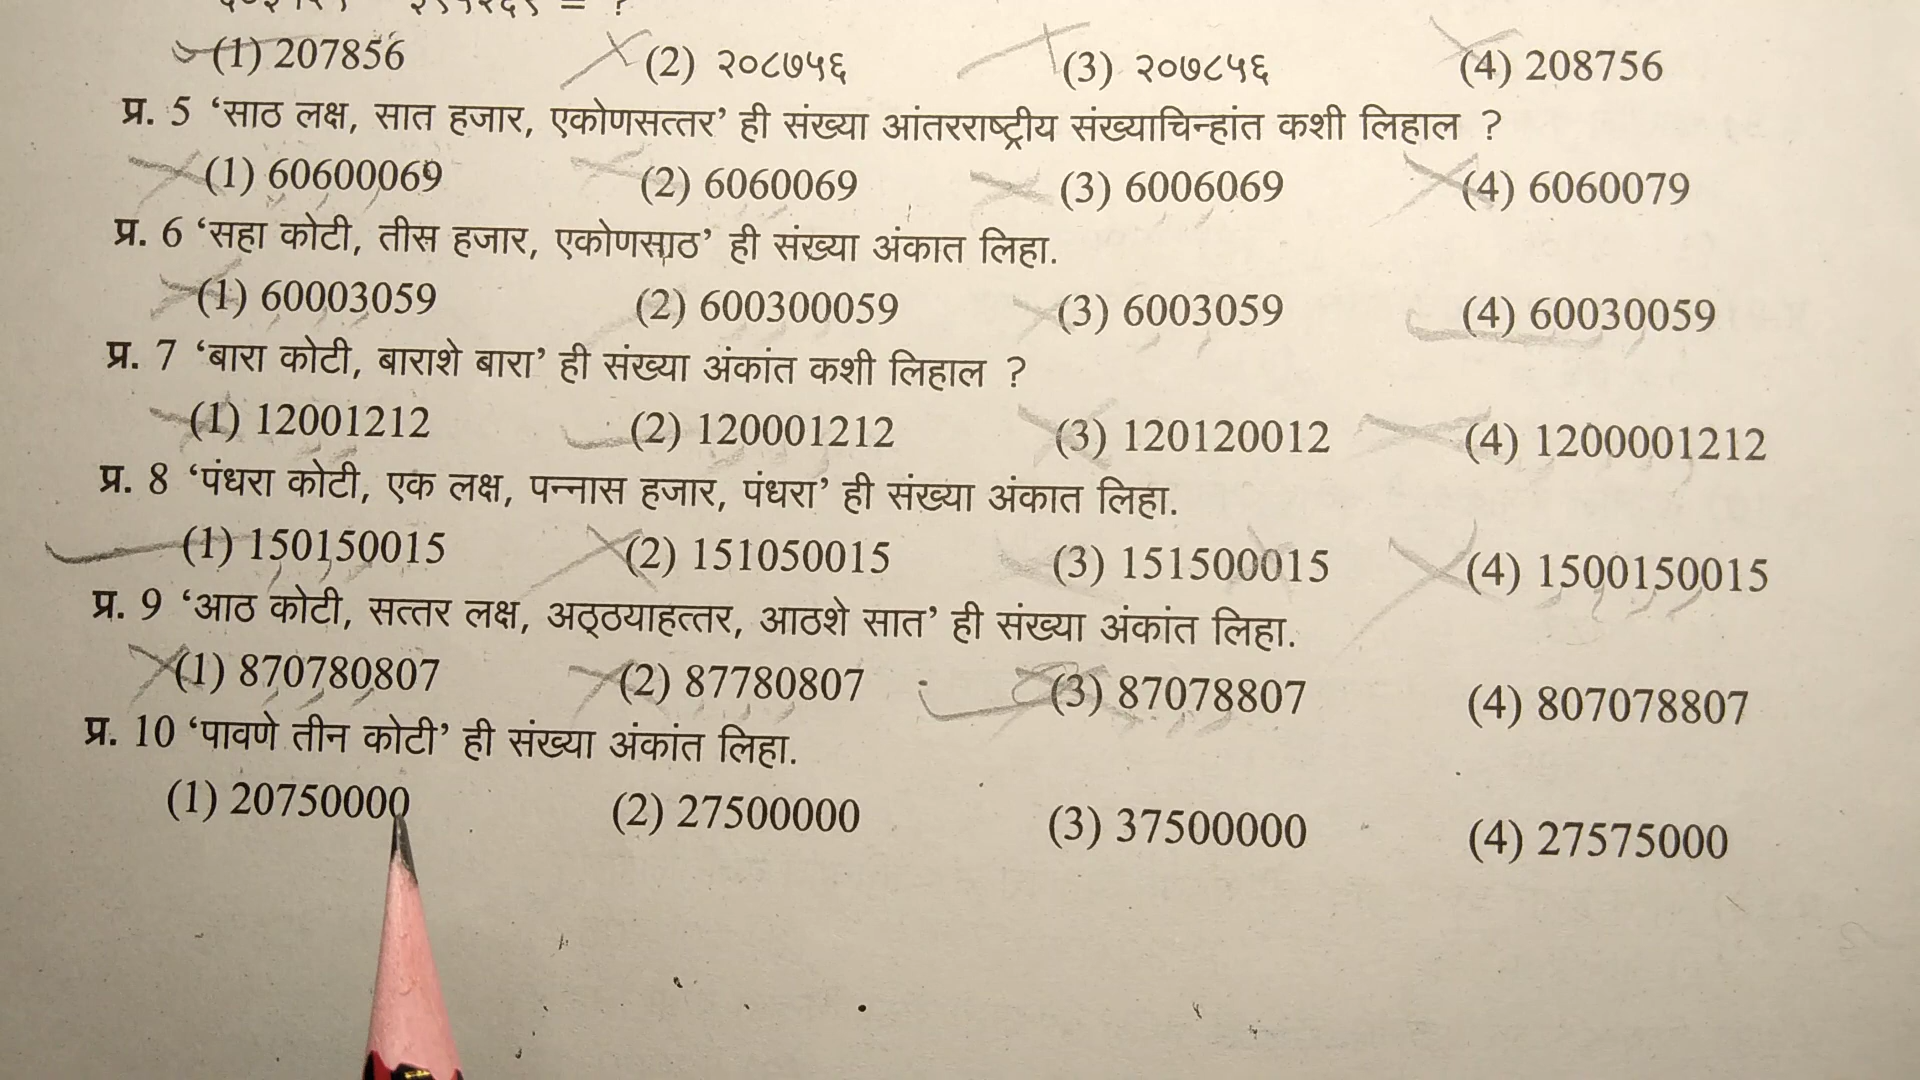 (1) 207856 (2) २०८७५६ (3) २०७८५६ (4) 208756
प्र. 5 ‘साठ लक्ष, सात हजार, एकोणसत्तर’ ही संख्या आंतरराष्ट्रीय संख्याचिन्हांत कशी लिहाल ?
(1) 60600069 (2) 6060069 (3) 6006069 (4) 6060079
प्र. 6 ‘सहा कोटी, तीस हजार, एकोणसाठ’ ही संख्या अंकात लिहा.
(1) 60003059 (2) 600300059 (3) 6003059 (4) 60030059
प्र. 7 ‘बारा कोटी, बाराशे बारा’ ही संख्या अंकांत कशी लिहाल ?
(1) 12001212 (2) 120001212 (3) 120120012 (4) 1200001212
प्र. 8 ‘पंधरा कोटी, एक लक्ष, पन्नास हजार, पंधरा’ ही संख्या अंकात लिहा.
(1) 150150015 (2) 151050015 (3) 151500015 (4) 1500150015
प्र. 9 ‘आठ कोटी, सत्तर लक्ष, अठ्ठयाहत्तर, आठशे सात’ ही संख्या अंकांत लिहा.
(1) 870780807 (2) 87780807 (3) 87078807 (4) 807078807
प्र. 10 ‘पावणे तीन कोटी’ ही संख्या अंकांत लिहा.
(1) 20750000 (2) 27500000 (3) 37500000 (4) 27575000